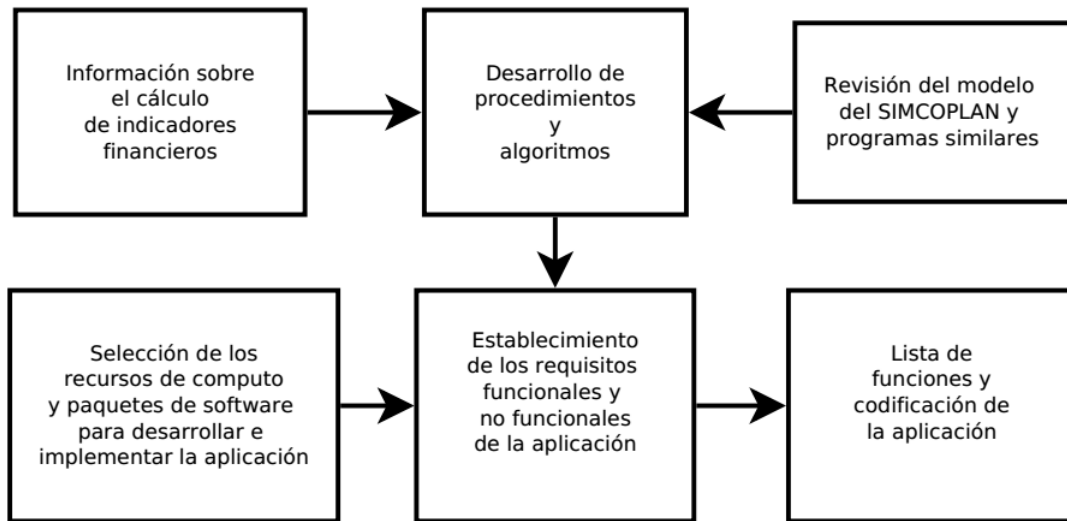 Información sobre
el cálculo
de indicadores
financieros
Desarrollo de
procedimientos
y
algoritmos
Revisión del modelo
del SIMCOPLAN y
programas similares
Selección de los
recursos de computo
y paquetes de software
para desarrollar e
implementar la aplicación
Establecimiento
de los requisitos
funcionales y
no funcionales
de la aplicación
Lista de
funciones y
codificación de
la aplicación